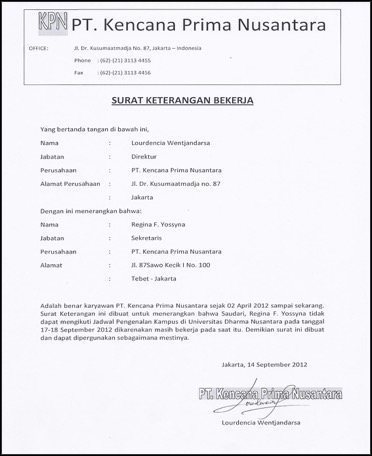 KPN PT. Kencana Prima Nusantara
OFFICE: Jl. Dr. Kusumaatmadja No. 87, Jakarta – Indonesia
Phone : (62)-(21) 3113 4455
Fax : (62)-(21) 3113 4456
SURAT KETERANGAN BEKERJA
Yang bertanda tangan di bawah ini,
Nama : Lourdencia Wentjandarsa
Jabatan : Direktur
Perusahaan : PT. Kencana Prima Nusantara
Alamat Perusahaan : Jl. Dr. Kusumaatmadja no. 87
: Jakarta
Dengan ini menerangkan bahwa:
Nama : Regina F. Yossyna
Jabatan : Sekretaris
Perusahaan : PT. Kencana Prima Nusantara
Alamat : Jl. 87Sawo Kecik I No. 100
: Tebet - Jakarta
Adalah benar karyawan PT. Kencana Prima Nusantara sejak 02 April 2012 sampai sekarang.
Surat Keterangan ini dibuat untuk menerangkan bahwa Saudari, Regina F. Yossyna tidak
dapat mengikuti Jadwal Pengenalan Kampus di Universitas Dharma Nusantara pada tanggal
17-18 September 2012 dikarenakan masih bekerja pada saat itu. Demikian surat ini dibuat
dan dapat dipergunakan sebagaimana mestinya.
Jakarta, 14 September 2012
PT. Kencana Prima Nusantara
Lourdencia Wentjandarsa